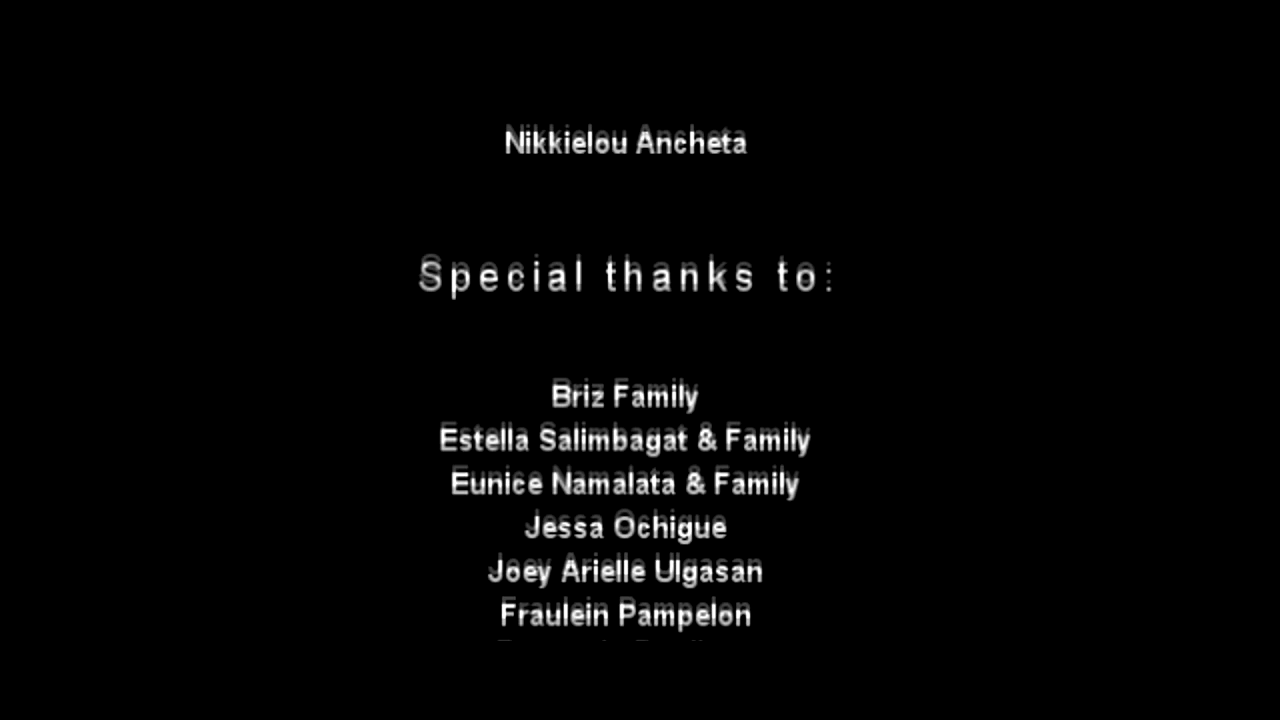 Nikkielou Ancheta
Special thanks to:
Briz Family
Estella Salimbagat & Family
Eunice Namalata & Family
Jessa Ochigue
Joey Arielle Ulgasan
Fraulein Pampelon